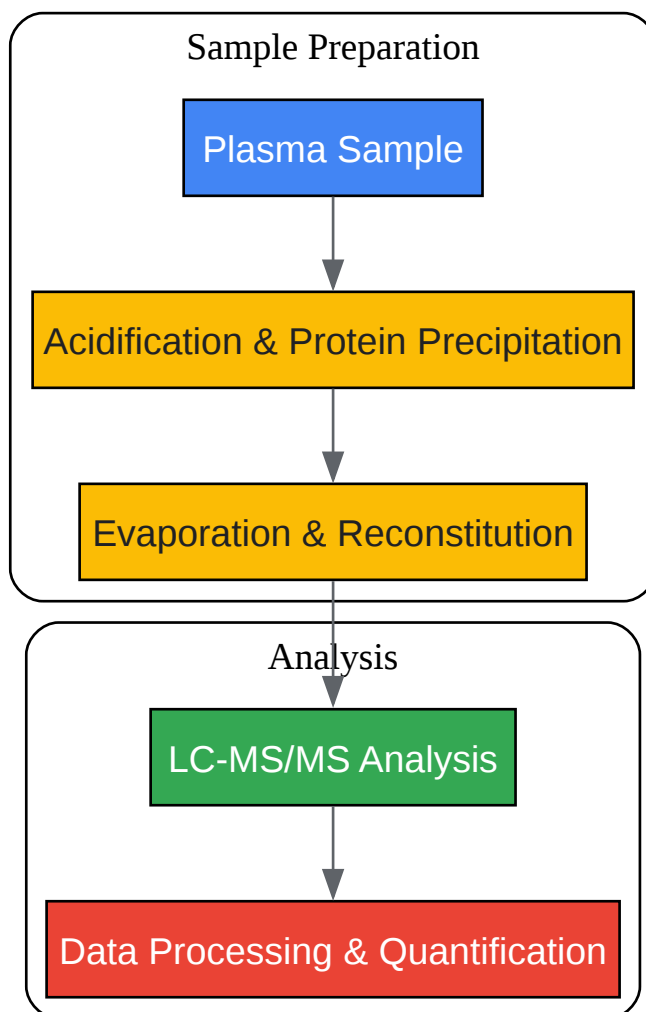 Sample Preparation
Plasma Sample
Acidification & Protein Precipitation
Evaporation & Reconstitution
Analysis
LC-MS/MS Analysis
Data Processing & Quantification